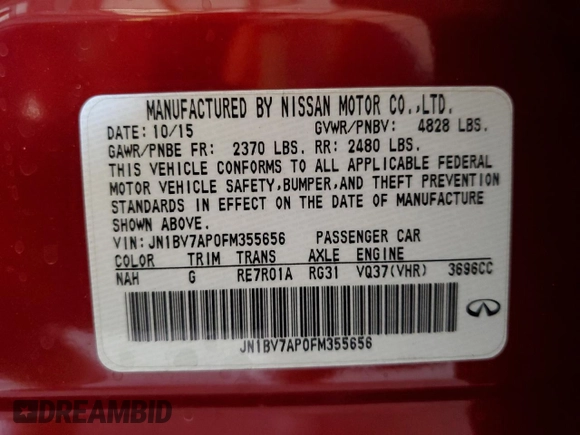 MANUFACTURED BY NISSAN MOTOR CO.,LTD.
DATE: 10/15 GVWR/PNBV: 4828 LBS.
GAWR/PNBE FR: 2370 LBS. RR: 2480 LBS.
THIS VEHICLE CONFORMS TO ALL APPLICABLE FEDERAL
MOTOR VEHICLE SAFETY,BUMPER,AND THEFT PREVENTION
STANDARDS IN EFFECT ON THE DATE OF MANUFACTURE
SHOWN ABOVE.
VIN: JN1BV7AP0FM355656 PASSENGER CAR
COLOR TRIM TRANS AXLE ENGINE
NAH G RE7R01A RG31 VQ37(VHR) 3696CC
JN1BV7AP0FM355656
DREAMBID